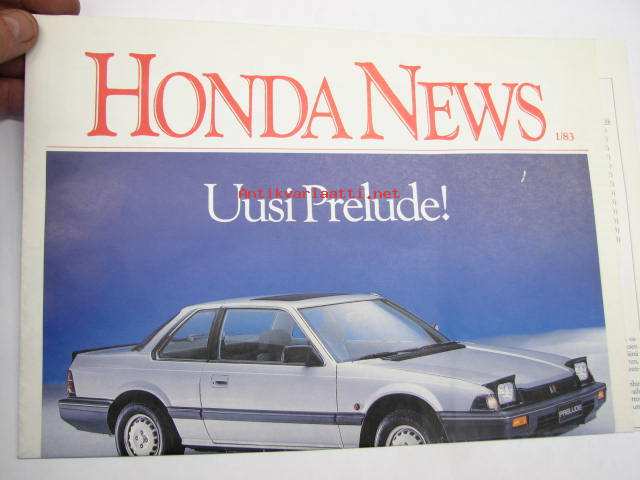 HONDA NEWS
1/83
Uusi Prelude!
Antikvariaatti.net
PRELUDE